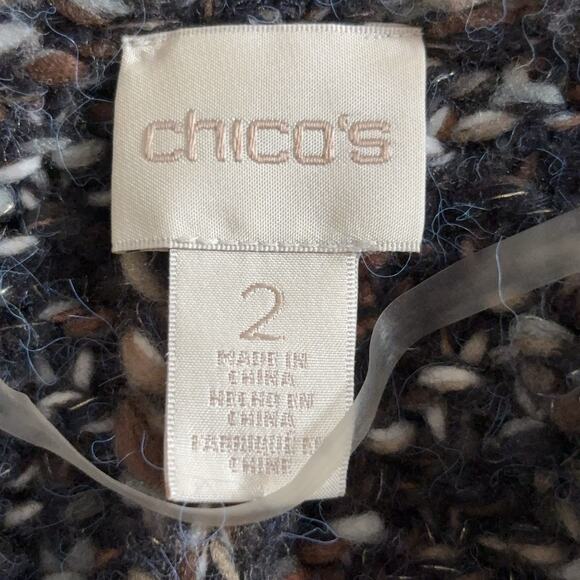 chico's
2
MADE IN
CHINA
HECHO EN
CHINA
FABRIQUÉ EN
CHINE